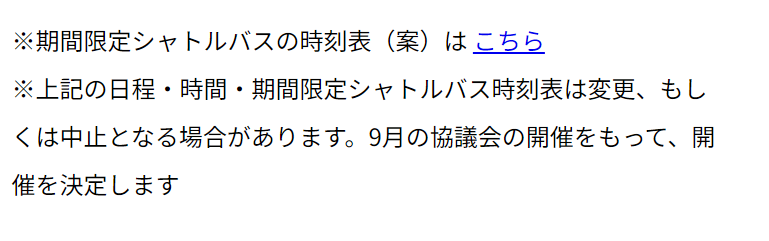 ※期間限定シャトルバスの時刻表（案）は こちら
※上記の日程・時間・期間限定シャトルバス時刻表は変更、もし
くは中止となる場合があります。9月の協議会の開催をもって、開
催を決定します